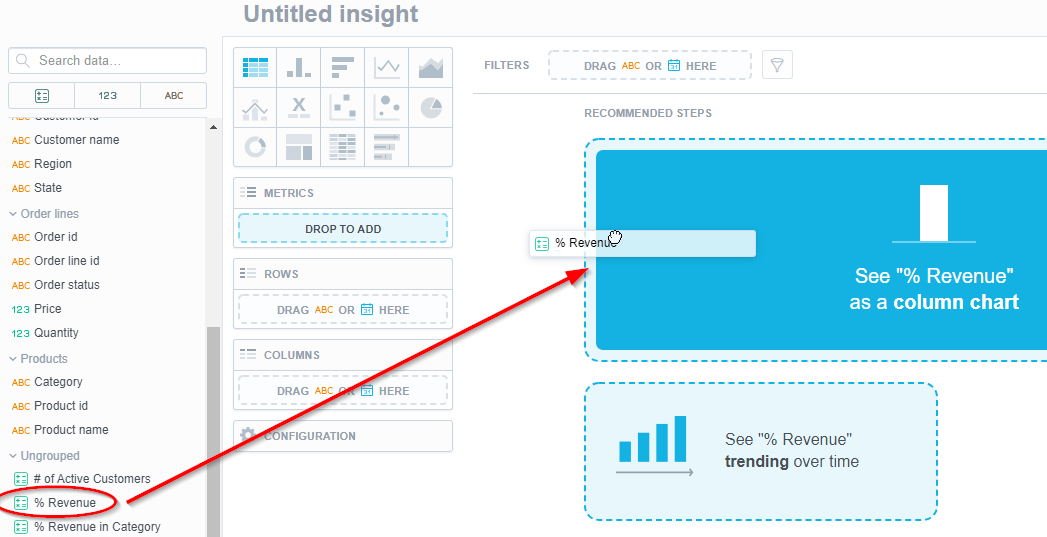 Untitled insight
Search data...
123
ABC
ABC Customer id
ABC Customer name
ABC Region
ABC State
Order lines
ABC Order id
ABC Order line id
ABC Order status
123 Price
123 Quantity
Products
ABC Category
ABC Product id
ABC Product name
Ungrouped
# of Active Customers
% Revenue
% Revenue in Category
X
METRICS
DROP TO ADD
ROWS
DRAG ABC OR 31 HERE
COLUMNS
DRAG ABC OR 31 HERE
CONFIGURATION
FILTERS
DRAG ABC OR 31 HERE
RECOMMENDED STEPS
% Revenue
See "% Revenue"
as a column chart
See "% Revenue"
trending over time